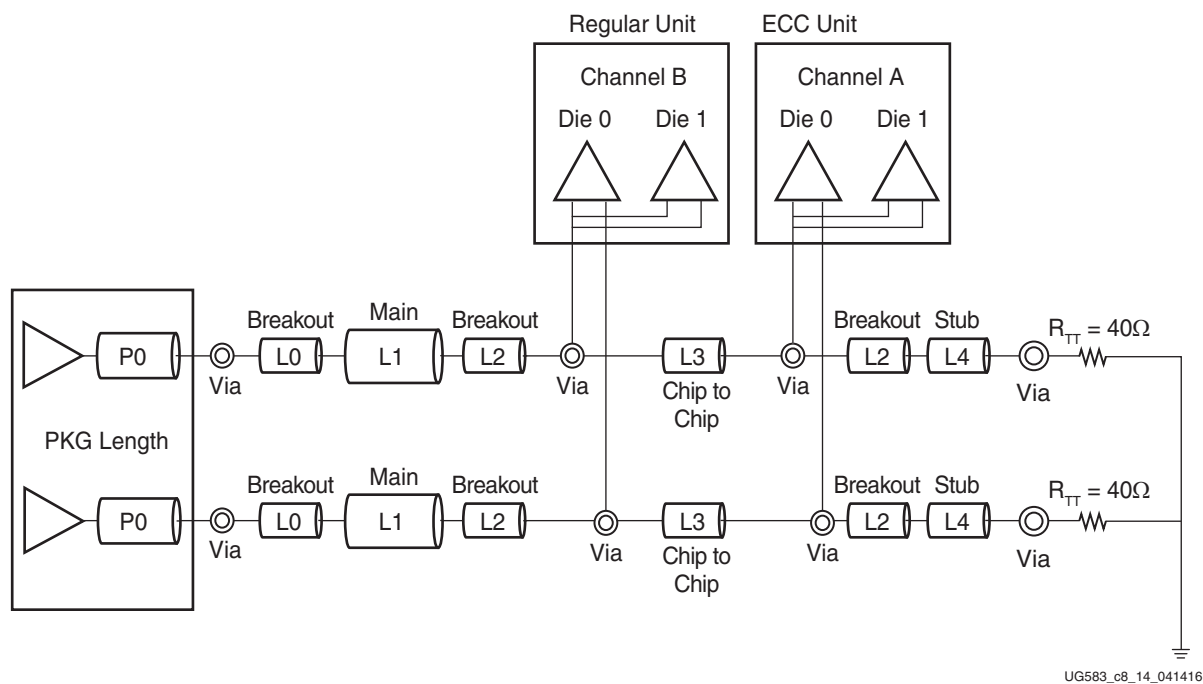 Regular Unit
ECC Unit
Channel B
Channel A
Die 0
Die 1
Die 0
Die 1
PKG Length
P0
Via
Breakout
L0
Main
L1
Breakout
L2
Via
L3
Chip to
Chip
Via
Breakout
L2
Stub
L4
Via
RTT = 40Ω
P0
Via
Breakout
L0
Main
L1
Breakout
L2
Via
L3
Chip to
Chip
Via
Breakout
L2
Stub
L4
Via
RTT = 40Ω
UG583_c8_14_041416